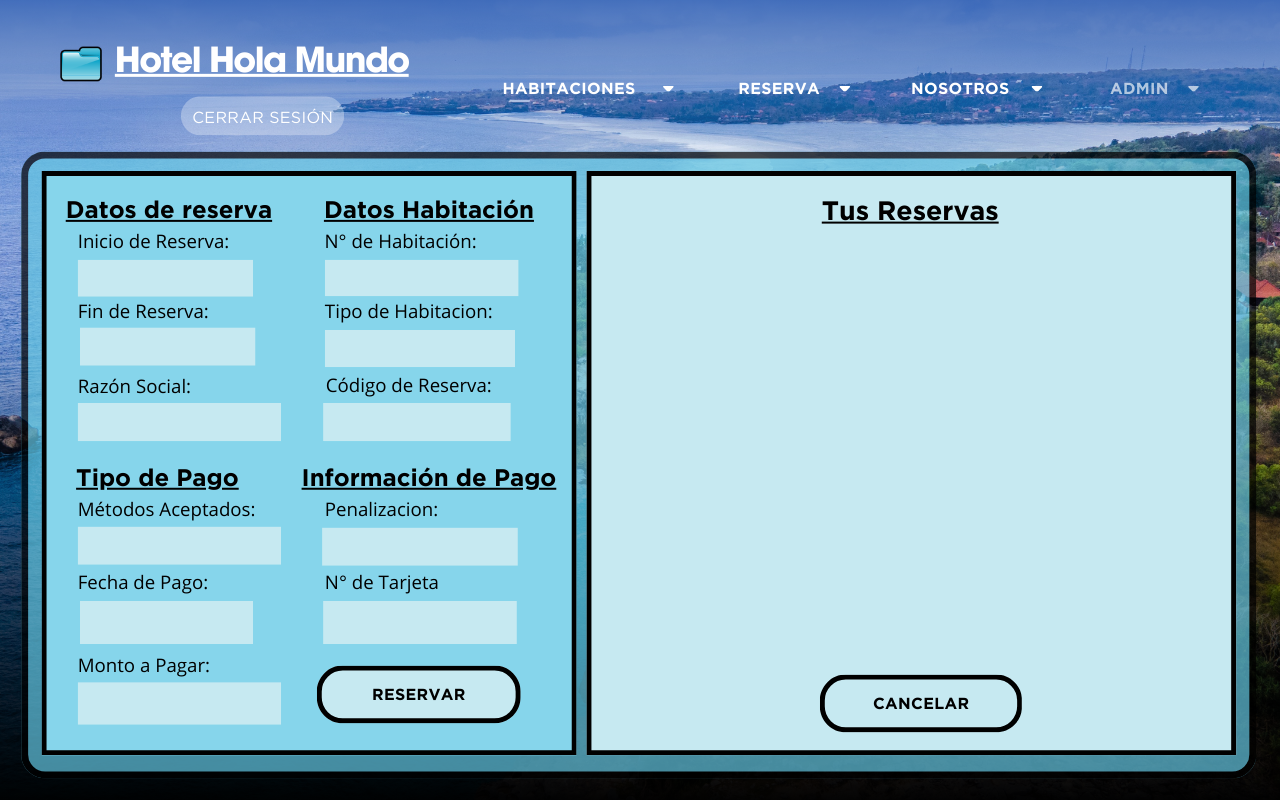 Hotel Hola Mundo
CERRAR SESIÓN
HABITACIONES
RESERVA
NOSOTROS
ADMIN
Datos de reserva
Inicio de Reserva:
Fin de Reserva:
Razón Social:
Datos Habitación
N° de Habitación:
Tipo de Habitacion:
Código de Reserva:
Tipo de Pago
Métodos Aceptados:
Fecha de Pago:
Monto a Pagar:
Información de Pago
Penalizacion:
N° de Tarjeta
RESERVAR
Tus Reservas
CANCELAR